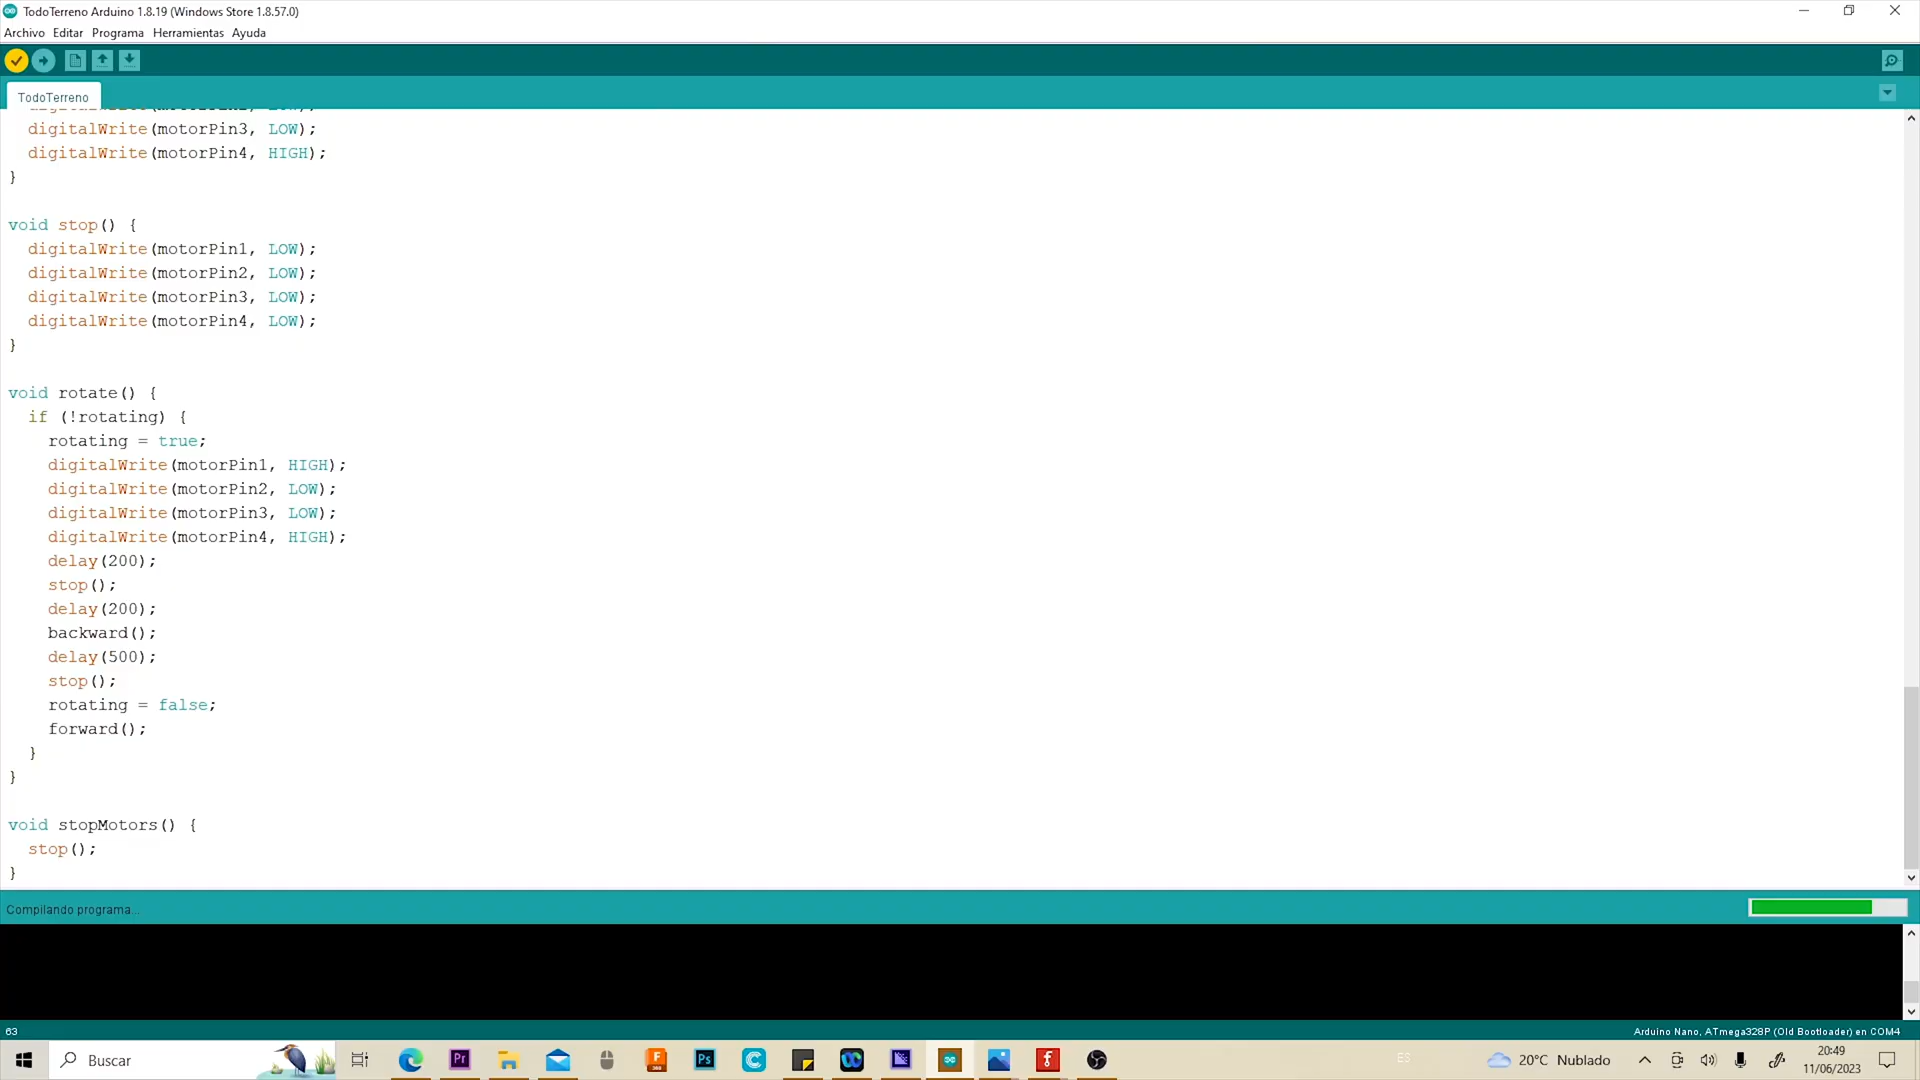 TodoTerreno Arduino 1.8.19 (Windows Store 1.8.57.0)
Archivo Editar Programa Herramientas Ayuda
TodoTerreno
digitalWrite(motorPin3, LOW);
digitalWrite(motorPin4, HIGH);
}
void stop() {
digitalWrite(motorPin1, LOW);
digitalWrite(motorPin2, LOW);
digitalWrite(motorPin3, LOW);
digitalWrite(motorPin4, LOW);
}
void rotate() {
if (!rotating) {
rotating = true;
digitalWrite(motorPin1, HIGH);
digitalWrite(motorPin2, LOW);
digitalWrite(motorPin3, LOW);
digitalWrite(motorPin4, HIGH);
delay(200);
stop();
delay(200);
backward();
delay(500);
stop();
rotating = false;
forward();
}
}
void stopMotors() {
stop();
}
Compilando programa...
63
Arduino Nano, ATmega328P (Old Bootloader) en COM4
Buscar
Pr
F
Ps
C
ES
20°C Nublado
20:49
11/06/2023